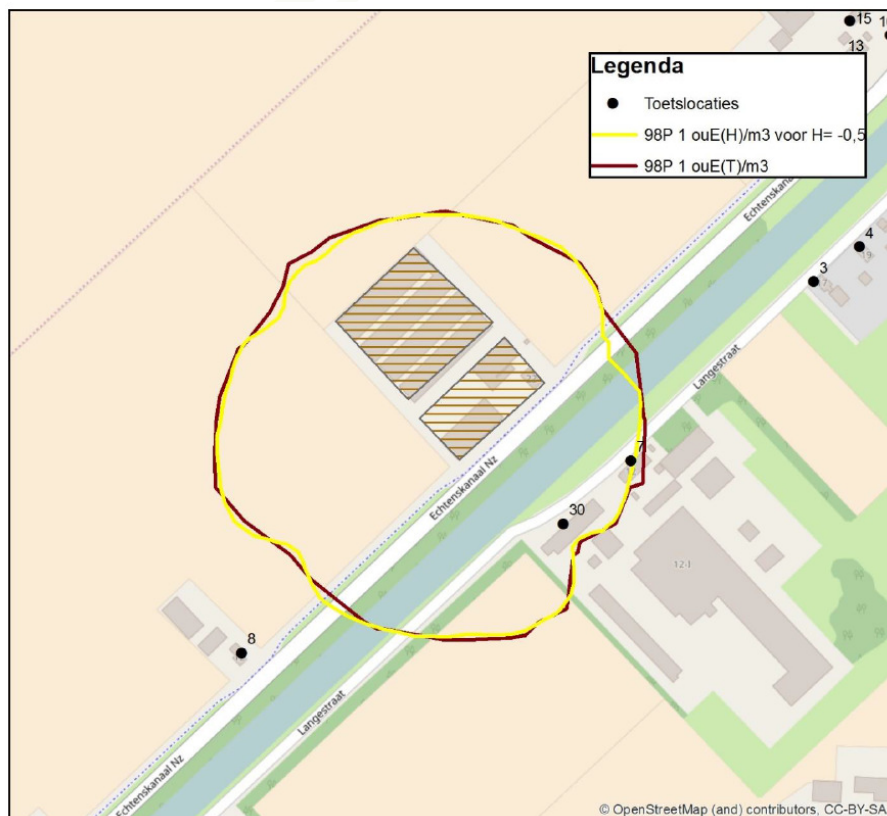 15
13
Legenda
Toetslocaties
98P 1 ouE(H)/m3 voor H= -0,5
98P 1 ouE(T)/m3
Echtenskanaal
4
3
Langestraat
7
Echtenskanaal Nz
30
12-1
8
Langestraat
Echtenskanaal Nz
© OpenStreetMap (and) contributors, CC-BY-SA